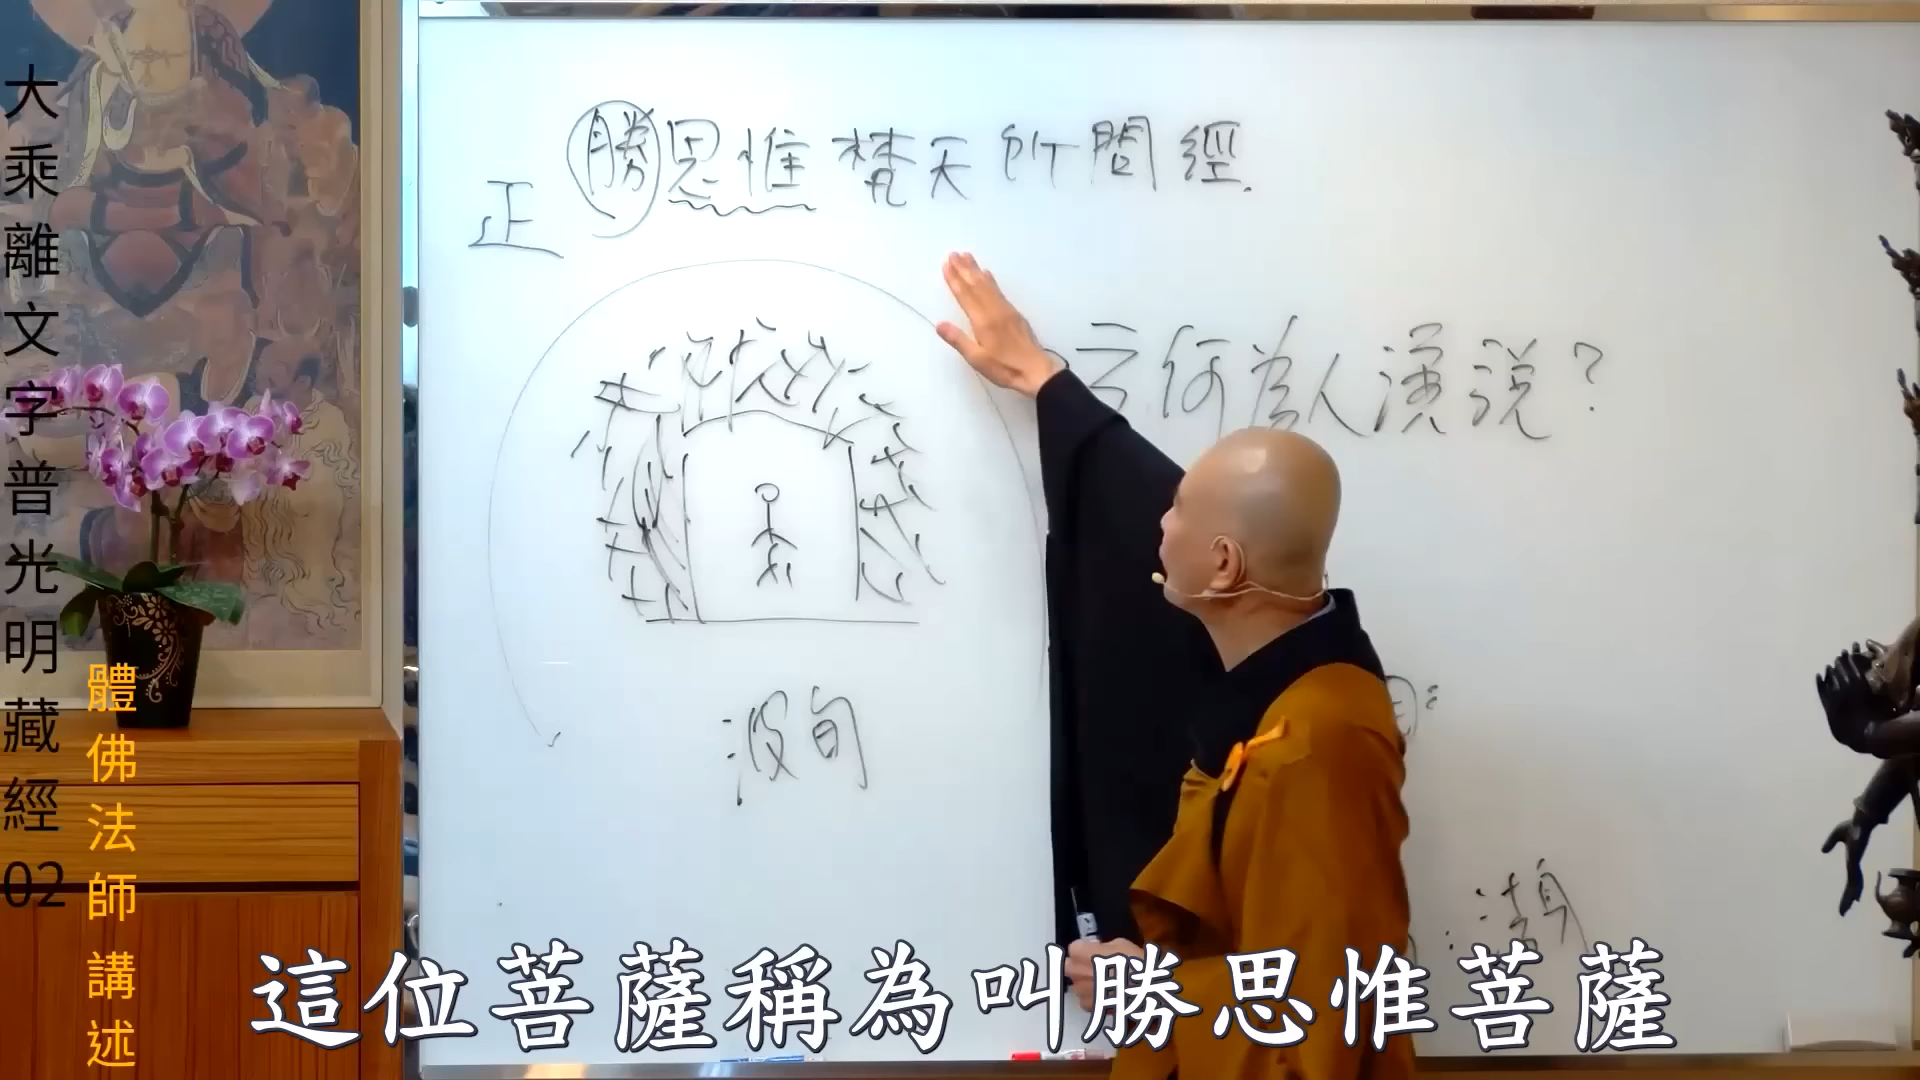 大乘離文字普光明藏經02
體佛法師講述
勝思惟梵天所問經
正
云何為人演說?
波旬
法身
這位菩薩稱為叫勝思惟菩薩